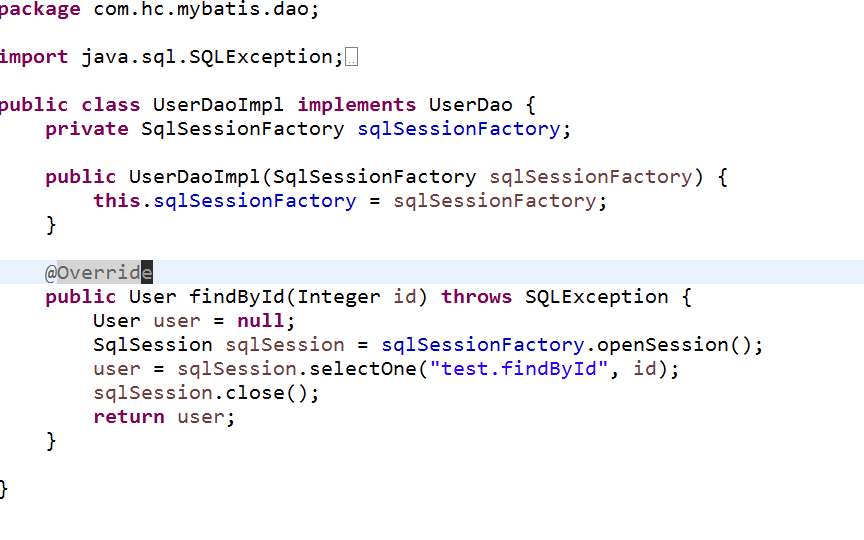 package com.hc.mybatis.dao;
import java.sql.SQLException;
public class UserDaoImpl implements UserDao {
private SqlSessionFactory sqlSessionFactory;
public UserDaoImpl(SqlSessionFactory sqlSessionFactory) {
this.sqlSessionFactory = sqlSessionFactory;
}
@Override
public User findById(Integer id) throws SQLException {
User user = null;
SqlSession sqlSession = sqlSessionFactory.openSession();
user = sqlSession.selectOne("test.findById", id);
sqlSession.close();
return user;
}
}